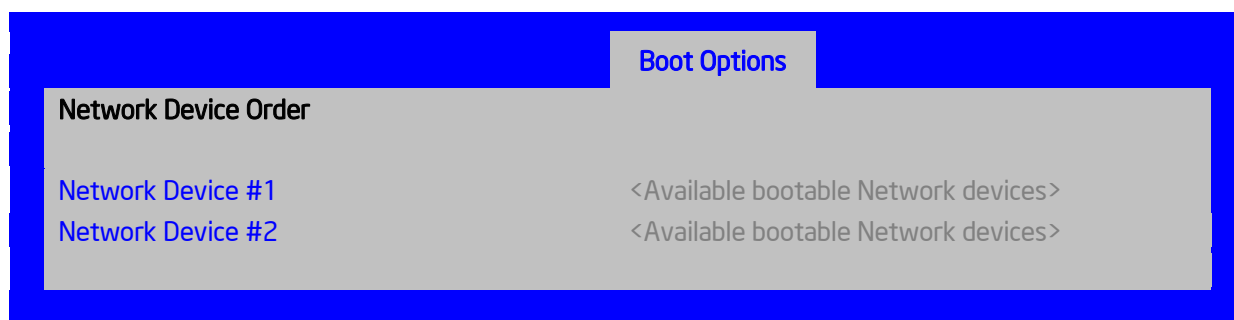 Boot Options
Network Device Order
Network Device #1 <Available bootable Network devices>
Network Device #2 <Available bootable Network devices>